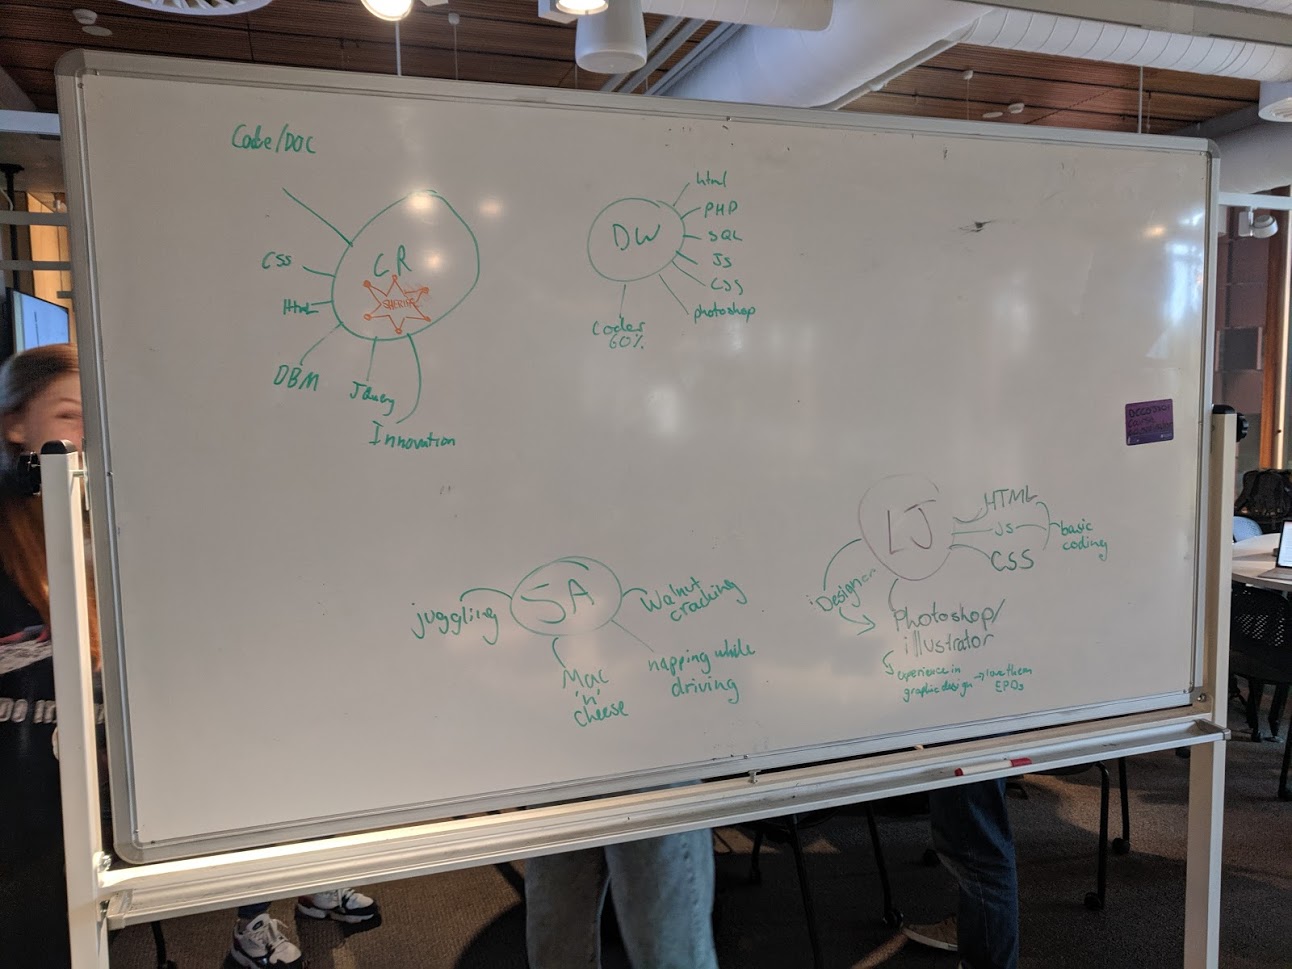 Code/DOC
CSS
Html
DBM
Jquery
Innovation
CR
SHERIFF
DW
html
PHP
SQL
JS
CSS
photoshop
Coder
60%
SA
juggling
Mac
'n'
cheese
napping while
driving
Walnut
cracking
LJ
HTML
JS
CSS
basic
coding
Designer
Photoshop/
illustrator
experience in
graphic design → love them